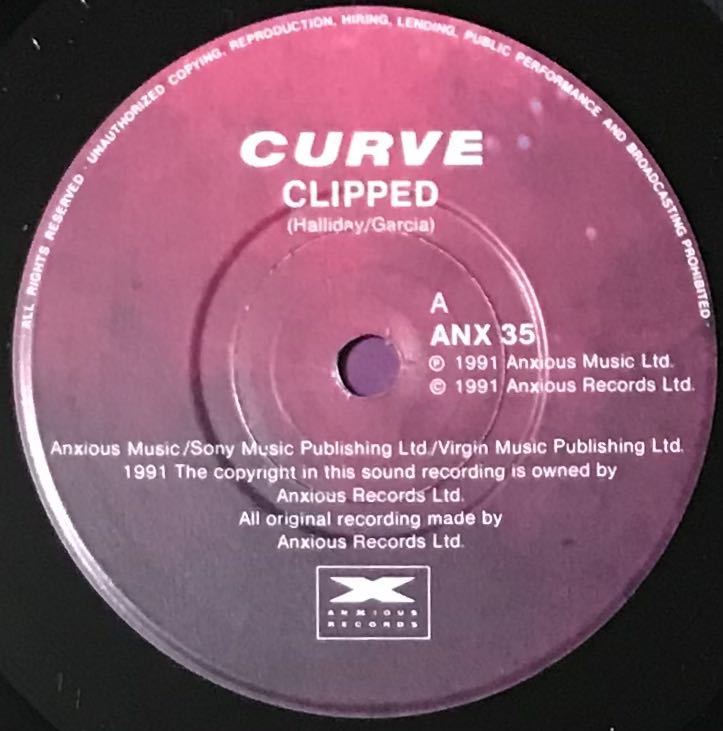 ALL RIGHTS RESERVED · UNAUTHORIZED COPYING, REPRODUCTION, HIRING, LENDING, PUBLIC PERFORMANCE AND BROADCASTING PROHIBITED ·
CURVE
CLIPPED
(Halliday/Garcia)
A
ANX 35
℗ 1991 Anxious Music Ltd.
© 1991 Anxious Records Ltd.
Anxious Music/Sony Music Publishing Ltd./Virgin Music Publishing Ltd.
1991 The copyright in this sound recording is owned by
Anxious Records Ltd.
All original recording made by
Anxious Records Ltd.
ANXIOUS
RECORDS